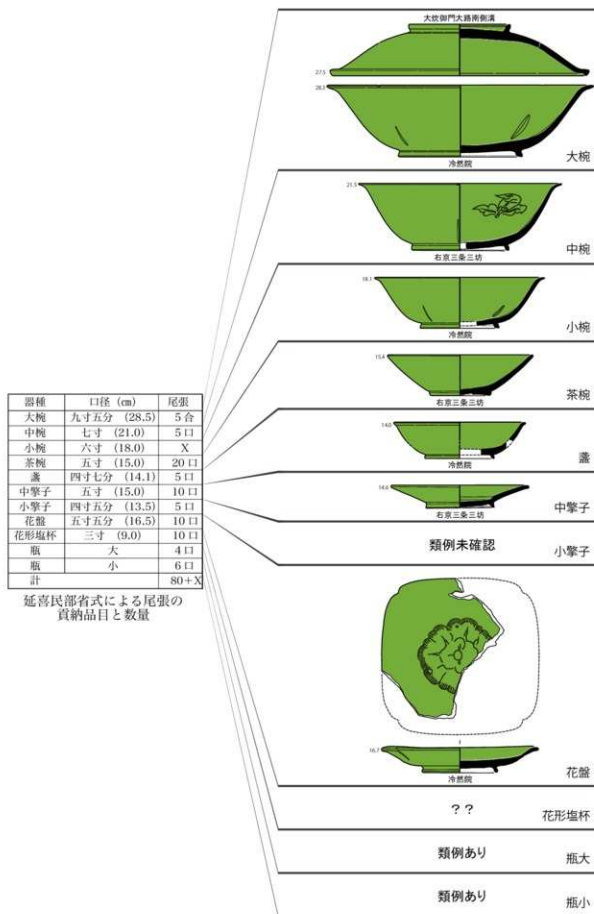 器種 口径 (㎝) 尾張
大椀 九寸五分 (28.5) 5合
中椀 七寸 (21.0) 5口
小椀 六寸 (18.0) X
茶椀 五寸 (15.0) 20口
盞 四寸七分 (14.1) 5口
中擎子 五寸 (15.0) 10口
小擎子 四寸五分 (13.5) 5口
花盤 五寸五分 (16.5) 10口
花形塩杯 三寸 (9.0) 10口
瓶 大 4口
瓶 小 6口
計 80+X
延喜民部省式による尾張の
貢納品目と数量
大炊御門大路南側溝
27.5
28.2
冷然院
大椀
21.5
右京三条三坊
中椀
18.1
冷然院
小椀
15.4
右京三条三坊
茶椀
14.0
冷然院
盞
14.6
右京三条三坊
中擎子
類例未確認
小擎子
16.7
冷然院
花盤
??
花形塩杯
類例あり
瓶大
類例あり
瓶小